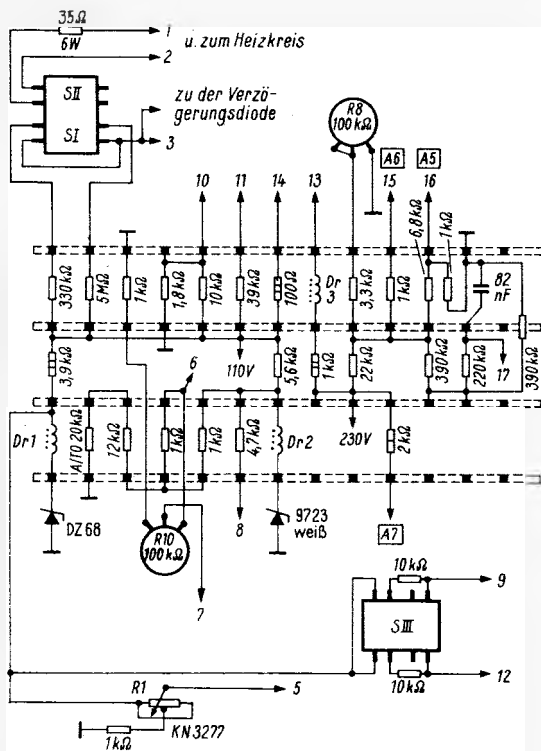 35Ω
6W
1
u. zum Heizkreis
2
SII
SI
zu der Verzö-
gerungsdiode
3
R8
100 kΩ
A6
A5
10
11
14
13
15
16
6,8kΩ
1kΩ
330kΩ
5MΩ
1kΩ
1,8kΩ
10kΩ
39kΩ
100Ω
Dr
3
3,3kΩ
1kΩ
82
nF
390kΩ
3,9kΩ
6
110V
5,6kΩ
1kΩ
22kΩ
390kΩ
220kΩ
17
Dr1
A/TO 20kΩ
12kΩ
1kΩ
1kΩ
4,7kΩ
Dr2
230V
2kΩ
DZ 68
R10
100kΩ
8
9723
weiß
A7
7
10kΩ
9
SIII
12
10kΩ
R1
5
KN 3277
1kΩ